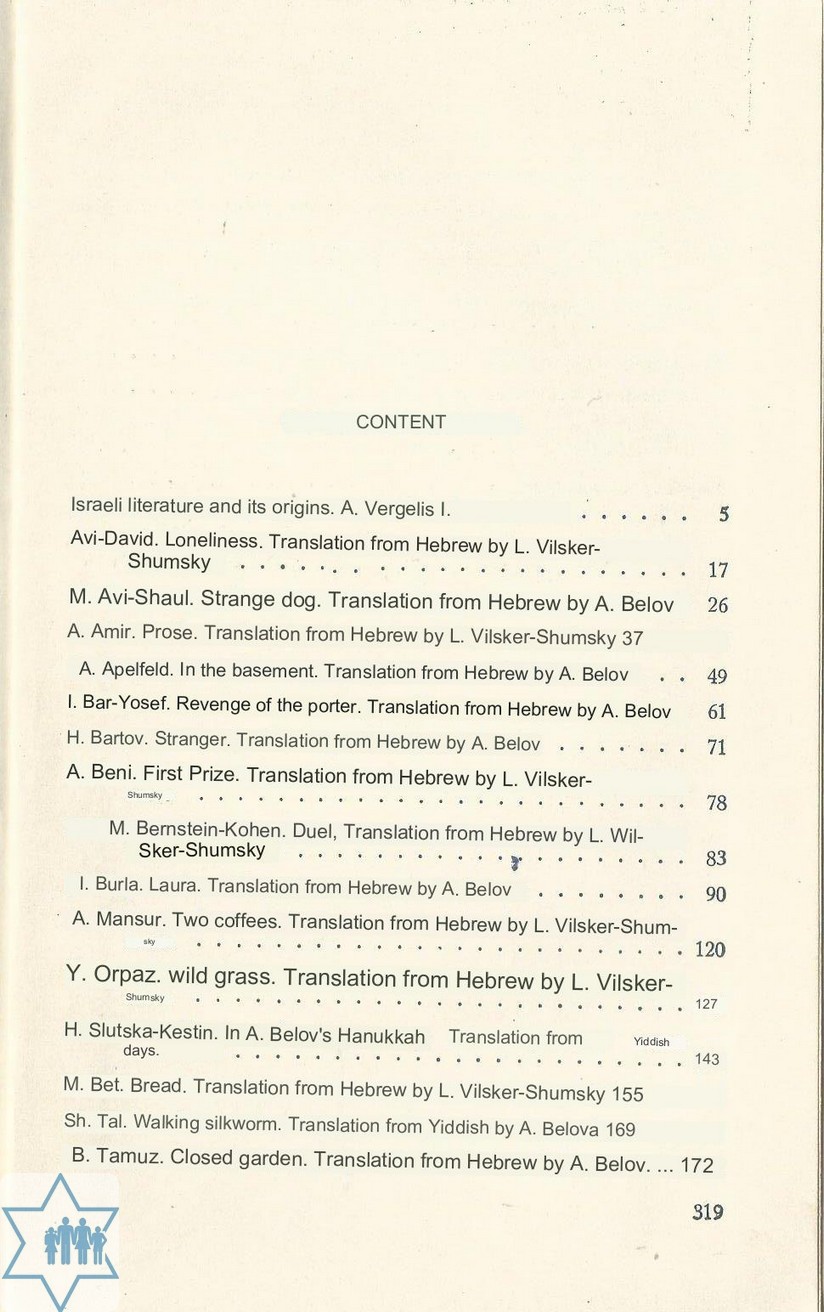 CONTENT
Israeli literature and its origins. A. Vergelis I. . . . . . . 5
Avi-David. Loneliness. Translation from Hebrew by L. Vilsker-
Shumsky . . . . . . . . . . . . . . . . . . . . . . 17
M. Avi-Shaul. Strange dog. Translation from Hebrew by A. Belov 26
A. Amir. Prose. Translation from Hebrew by L. Vilsker-Shumsky 37
A. Apelfeld. In the basement. Translation from Hebrew by A. Belov . . 49
I. Bar-Yosef. Revenge of the porter. Translation from Hebrew by A. Belov 61
H. Bartov. Stranger. Translation from Hebrew by A. Belov . . . . . . . 71
A. Beni. First Prize. Translation from Hebrew by L. Vilsker-
Shumsky . . . . . . . . . . . . . . . . . . . . . . . . . 78
M. Bernstein-Kohen. Duel, Translation from Hebrew by L. Wil-
Sker-Shumsky . . . . . . . . . . . . . . . . . . . . 83
I. Burla. Laura. Translation from Hebrew by A. Belov . . . . . . . . 90
A. Mansur. Two coffees. Translation from Hebrew by L. Vilsker-Shum-
sky . . . . . . . . . . . . . . . . . . . . . . . . . 120
Y. Orpaz. wild grass. Translation from Hebrew by L. Vilsker-
Shumsky . . . . . . . . . . . . . . . . . . . . . . . . . 127
H. Slutska-Kestin. In A. Belov's Hanukkah Translation from Yiddish
days. . . . . . . . . . . . . . . . . . . . . . . . 143
M. Bet. Bread. Translation from Hebrew by L. Vilsker-Shumsky 155
Sh. Tal. Walking silkworm. Translation from Yiddish by A. Belova 169
B. Tamuz. Closed garden. Translation from Hebrew by A. Belov. ... 172
319